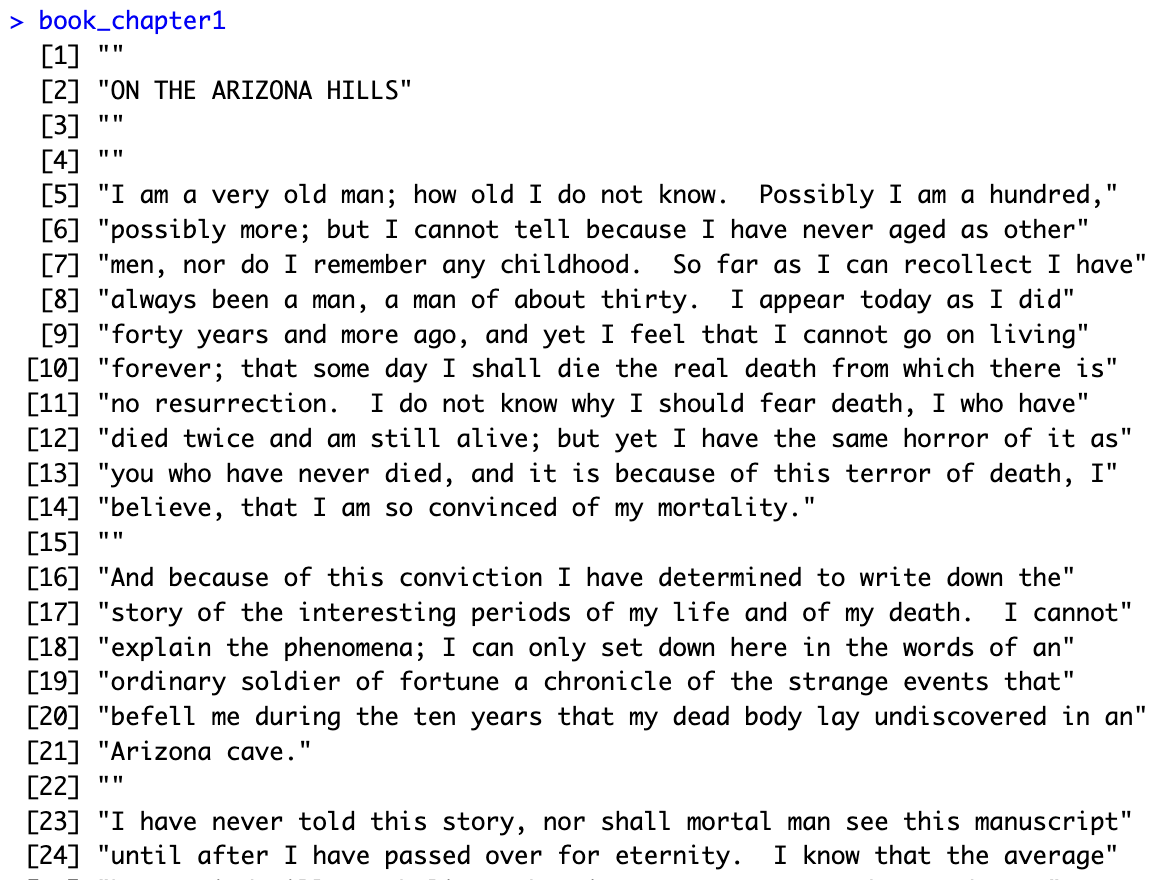 > book_chapter1
[1] ""
[2] "ON THE ARIZONA HILLS"
[3] ""
[4] ""
[5] "I am a very old man; how old I do not know.  Possibly I am a hundred,"
[6] "possibly more; but I cannot tell because I have never aged as other"
[7] "men, nor do I remember any childhood.  So far as I can recollect I have"
[8] "always been a man, a man of about thirty.  I appear today as I did"
[9] "forty years and more ago, and yet I feel that I cannot go on living"
[10] "forever; that some day I shall die the real death from which there is"
[11] "no resurrection.  I do not know why I should fear death, I who have"
[12] "died twice and am still alive; but yet I have the same horror of it as"
[13] "you who have never died, and it is because of this terror of death, I"
[14] "believe, that I am so convinced of my mortality."
[15] ""
[16] "And because of this conviction I have determined to write down the"
[17] "story of the interesting periods of my life and of my death.  I cannot"
[18] "explain the phenomena; I can only set down here in the words of an"
[19] "ordinary soldier of fortune a chronicle of the strange events that"
[20] "befell me during the ten years that my dead body lay undiscovered in an"
[21] "Arizona cave."
[22] ""
[23] "I have never told this story, nor shall mortal man see this manuscript"
[24] "until after I have passed over for eternity.  I know that the average"